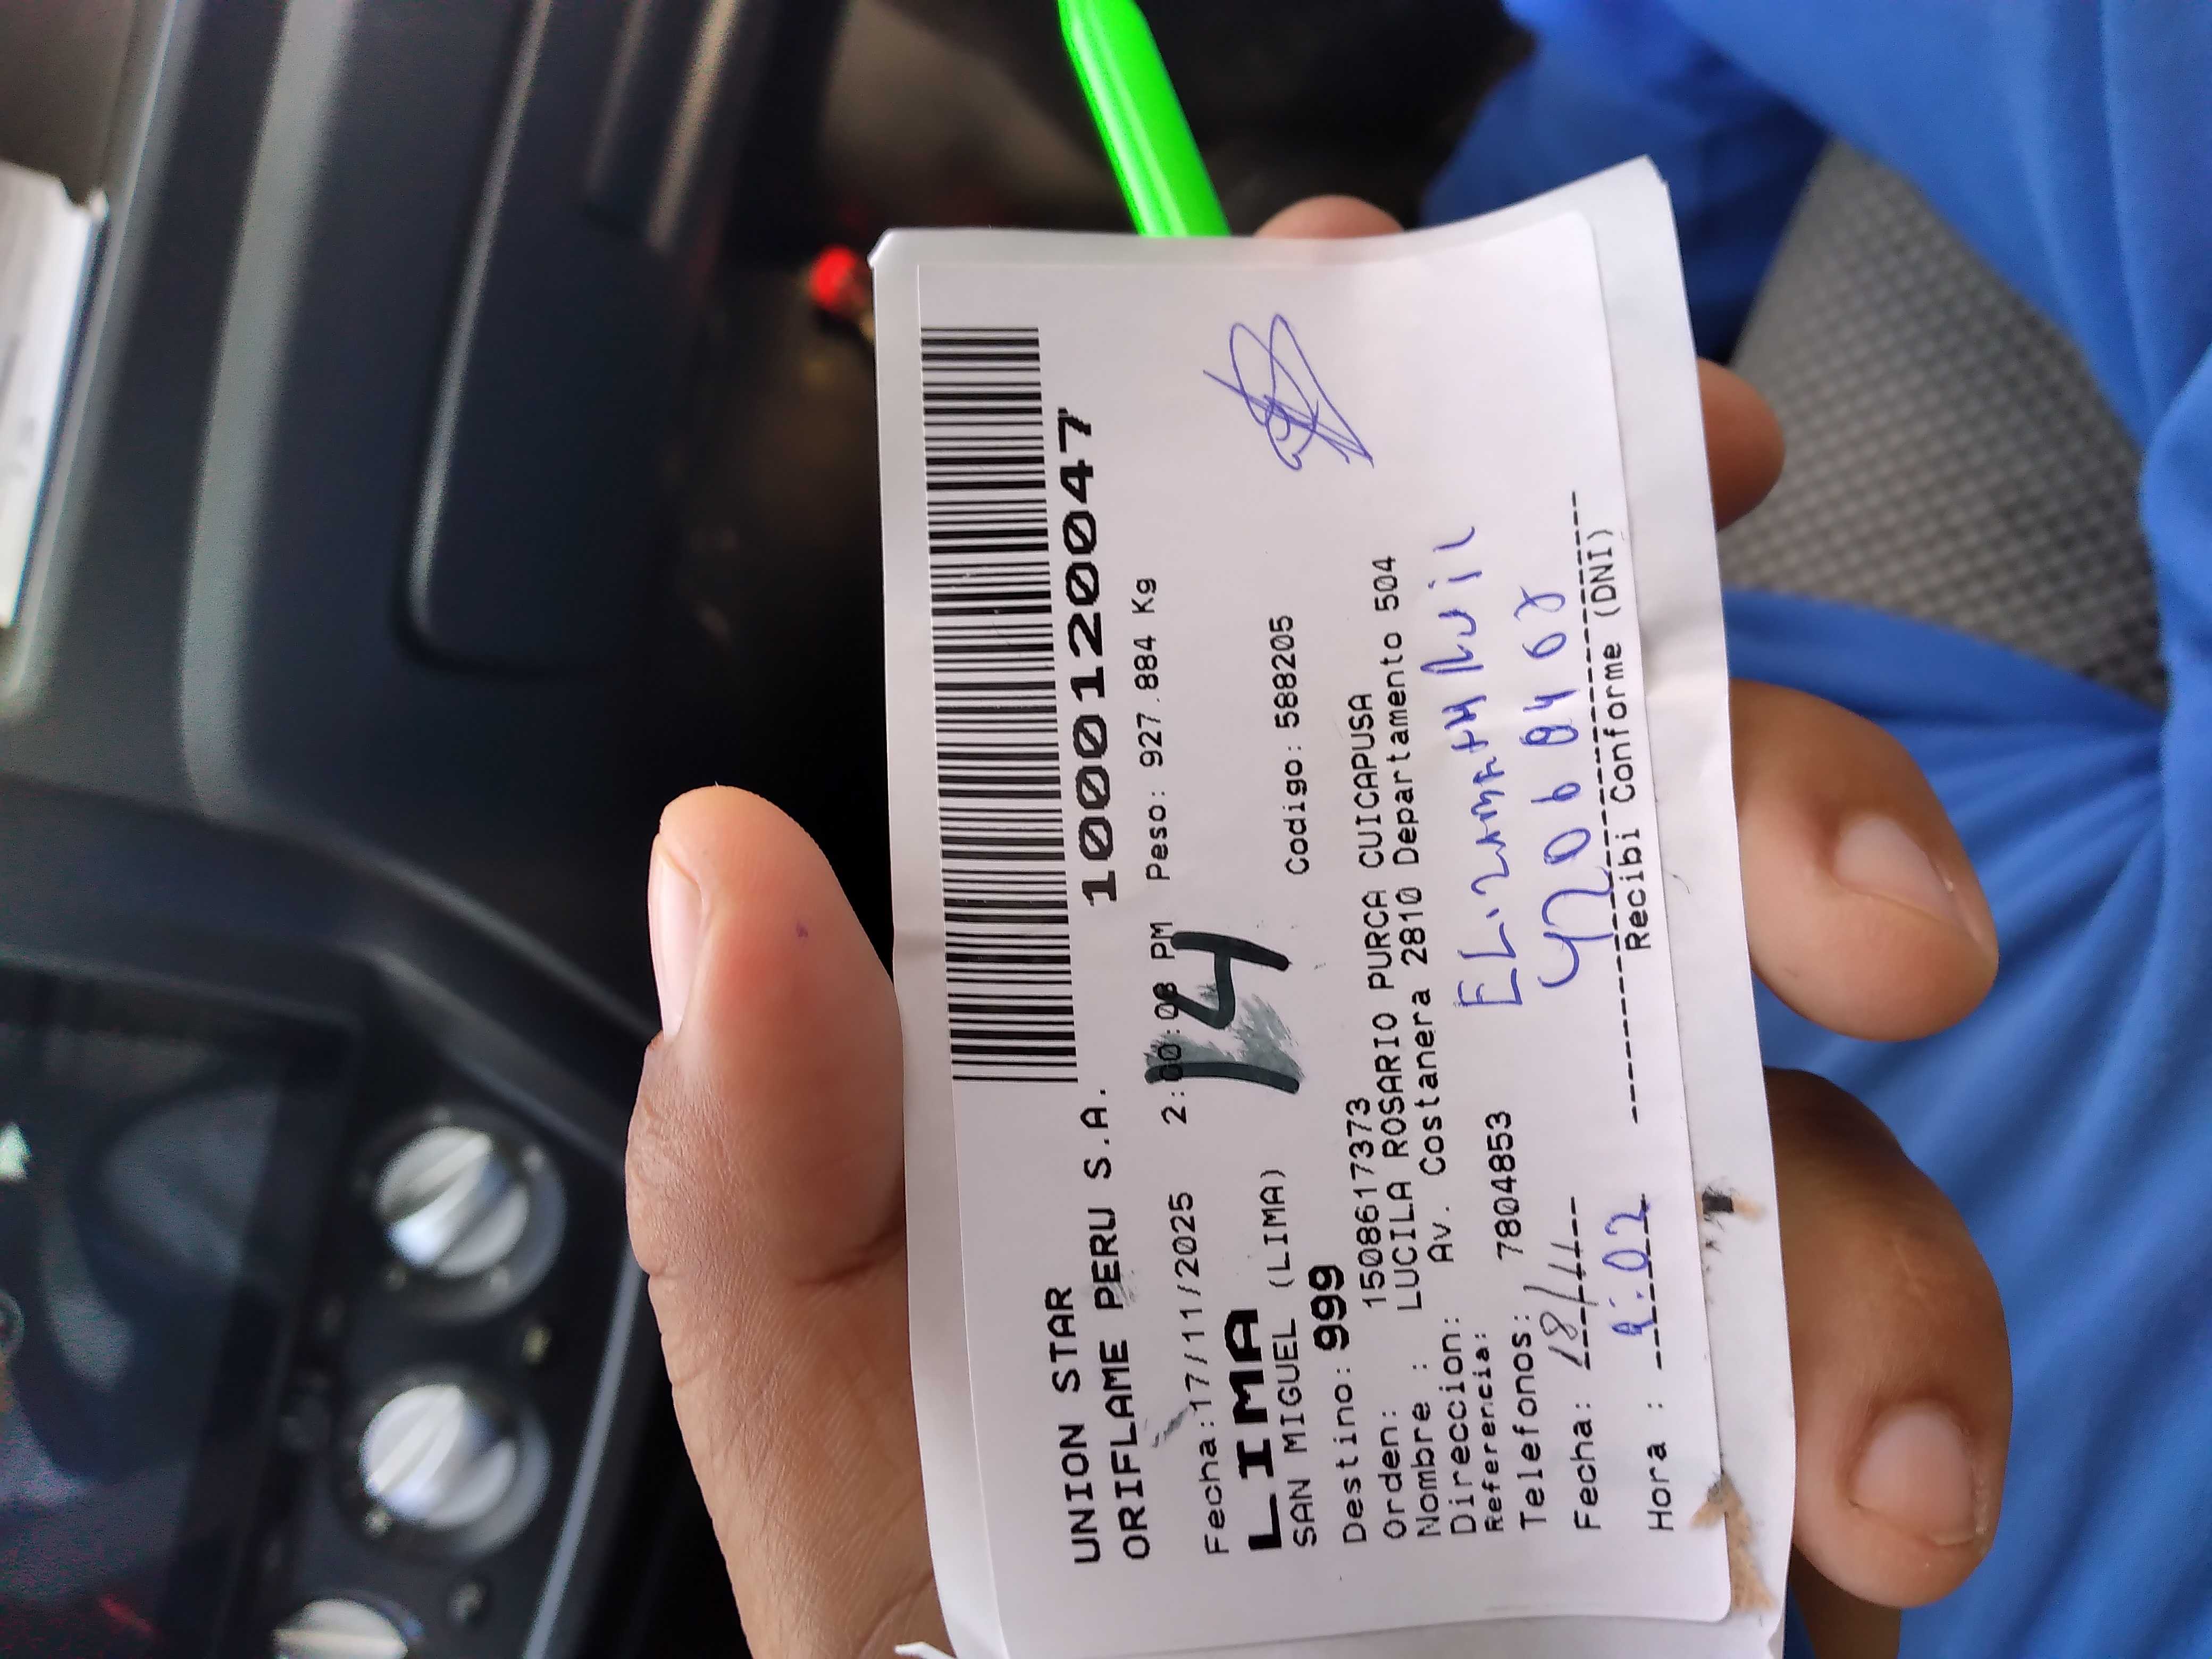 UNION STAR
ORIFLAME PERU S.A. 100012000047
Fecha:17/11/2025 2:00:08 PM Peso: 927.884 Kg
LIMA 14
SAN MIGUEL (LIMA) Codigo: 588205
Destino: 999
Orden: 1508617373
Nombre : LUCILA ROSARIO PURCA CUICAPUSA
Direccion: Av. Costanera 2810 Departamento 504
Referencia:
Telefonos: 7804853
Fecha: 18/11
Hora : :02
Recibi Conforme (DNI)